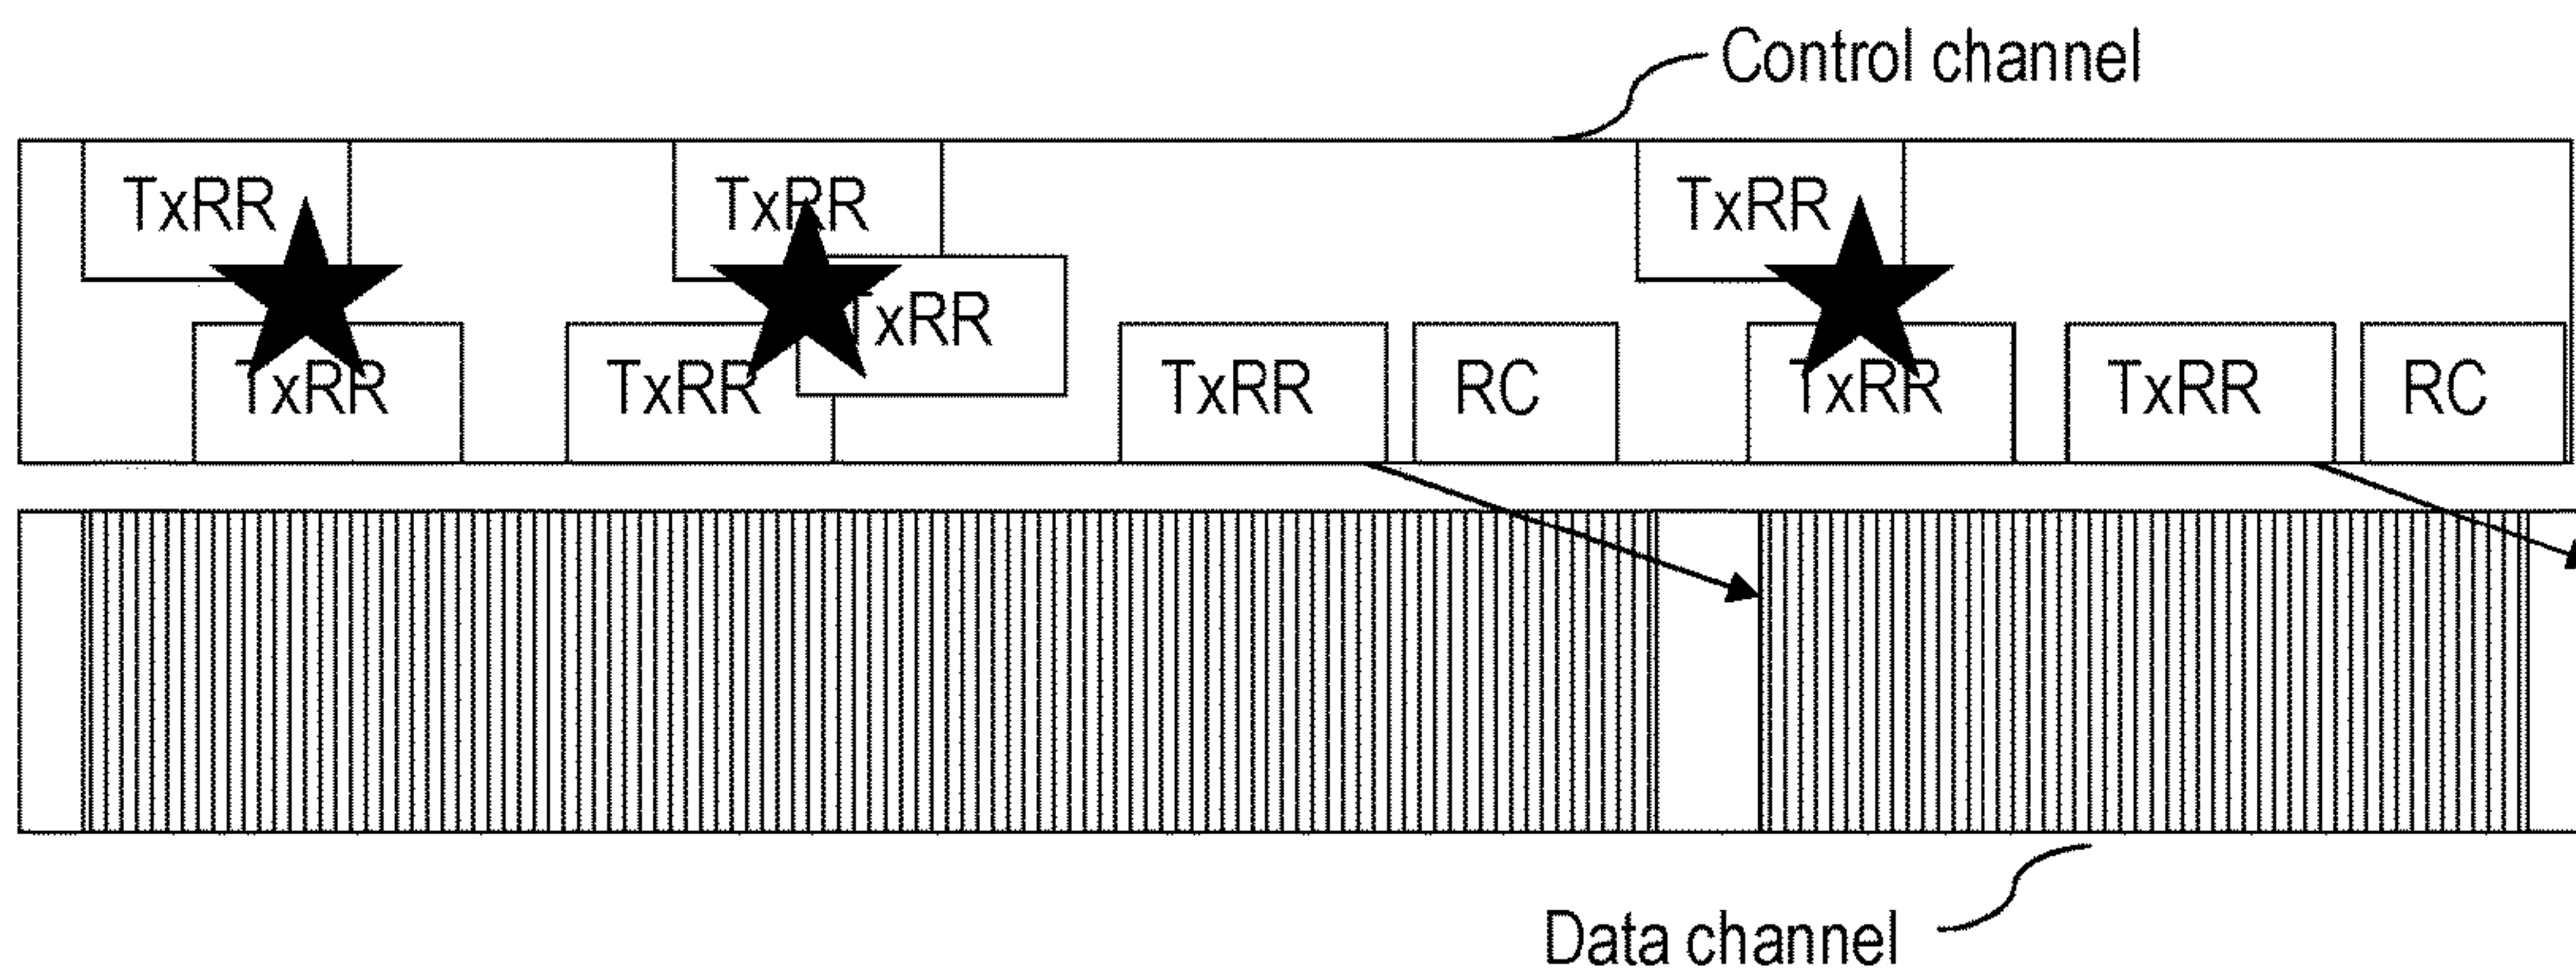 Control channel
TxRR TxRR TxRR
TxRR
TxRR TxRR TxRR RC TxRR TxRR RC
Data channel